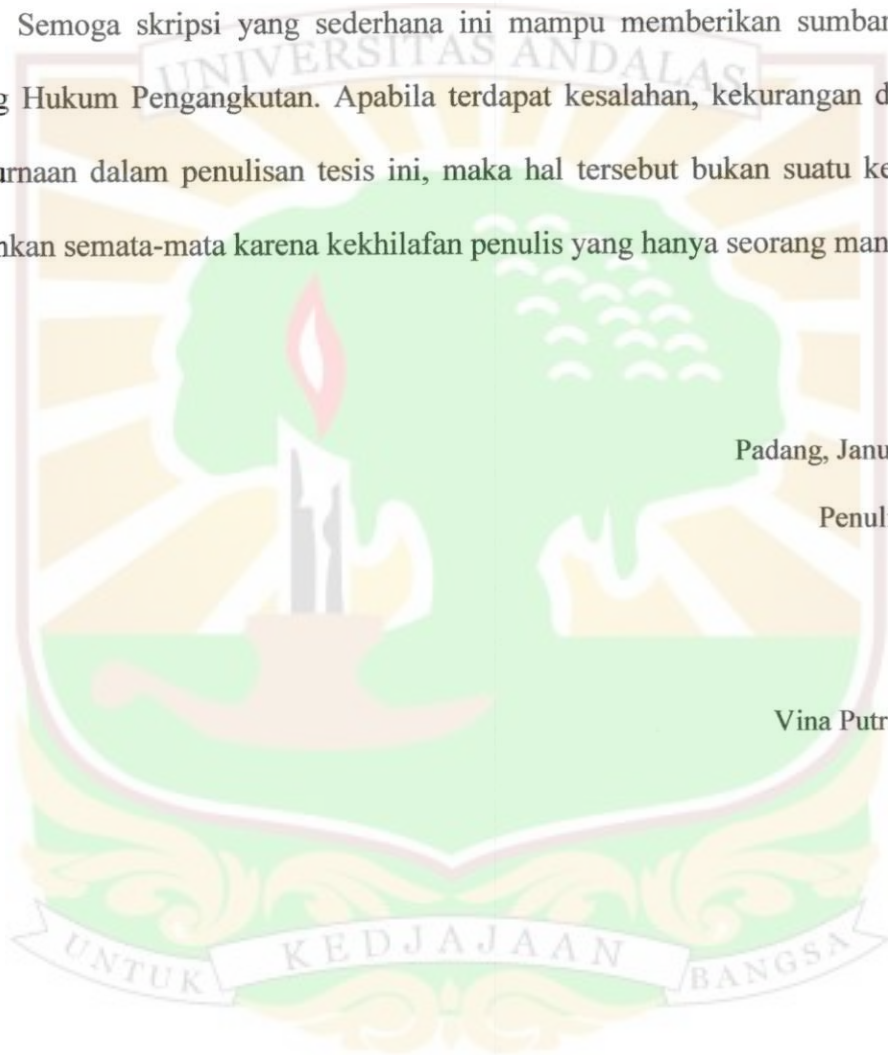 Semoga skripsi yang sederhana ini mampu memberikan sumban
UNIVERSITAS ANDALAS
g Hukum Pengangkutan. Apabila terdapat kesalahan, kekurangan d
urnaan dalam penulisan tesis ini, maka hal tersebut bukan suatu ke
nkan semata-mata karena kekhilafan penulis yang hanya seorang man
Padang, Janu
Penul
Vina Putr
UNTUK KEDJAJAAN BANGSA